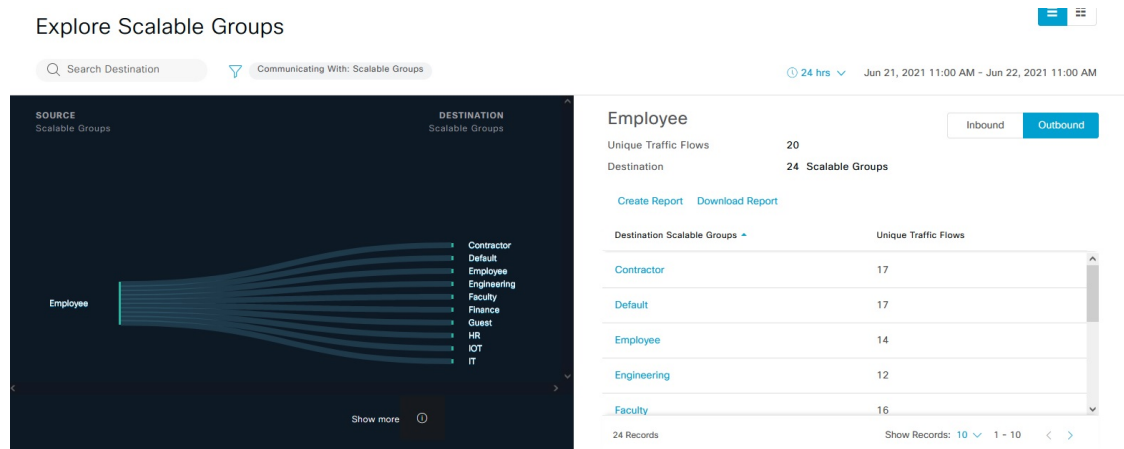 Explore Scalable Groups
Search Destination
Communicating With: Scalable Groups
24 hrs
Jun 21, 2021 11:00 AM - Jun 22, 2021 11:00 AM
SOURCE
Scalable Groups
DESTINATION
Scalable Groups
Employee
Contractor
Default
Employee
Engineering
Faculty
Finance
Guest
HR
IOT
IT
Show more
Employee
Inbound
Outbound
Unique Traffic Flows 20
Destination 24 Scalable Groups
Create Report Download Report
Destination Scalable Groups Unique Traffic Flows
Contractor 17
Default 17
Employee 14
Engineering 12
Faculty 16
24 Records Show Records: 10 1 - 10